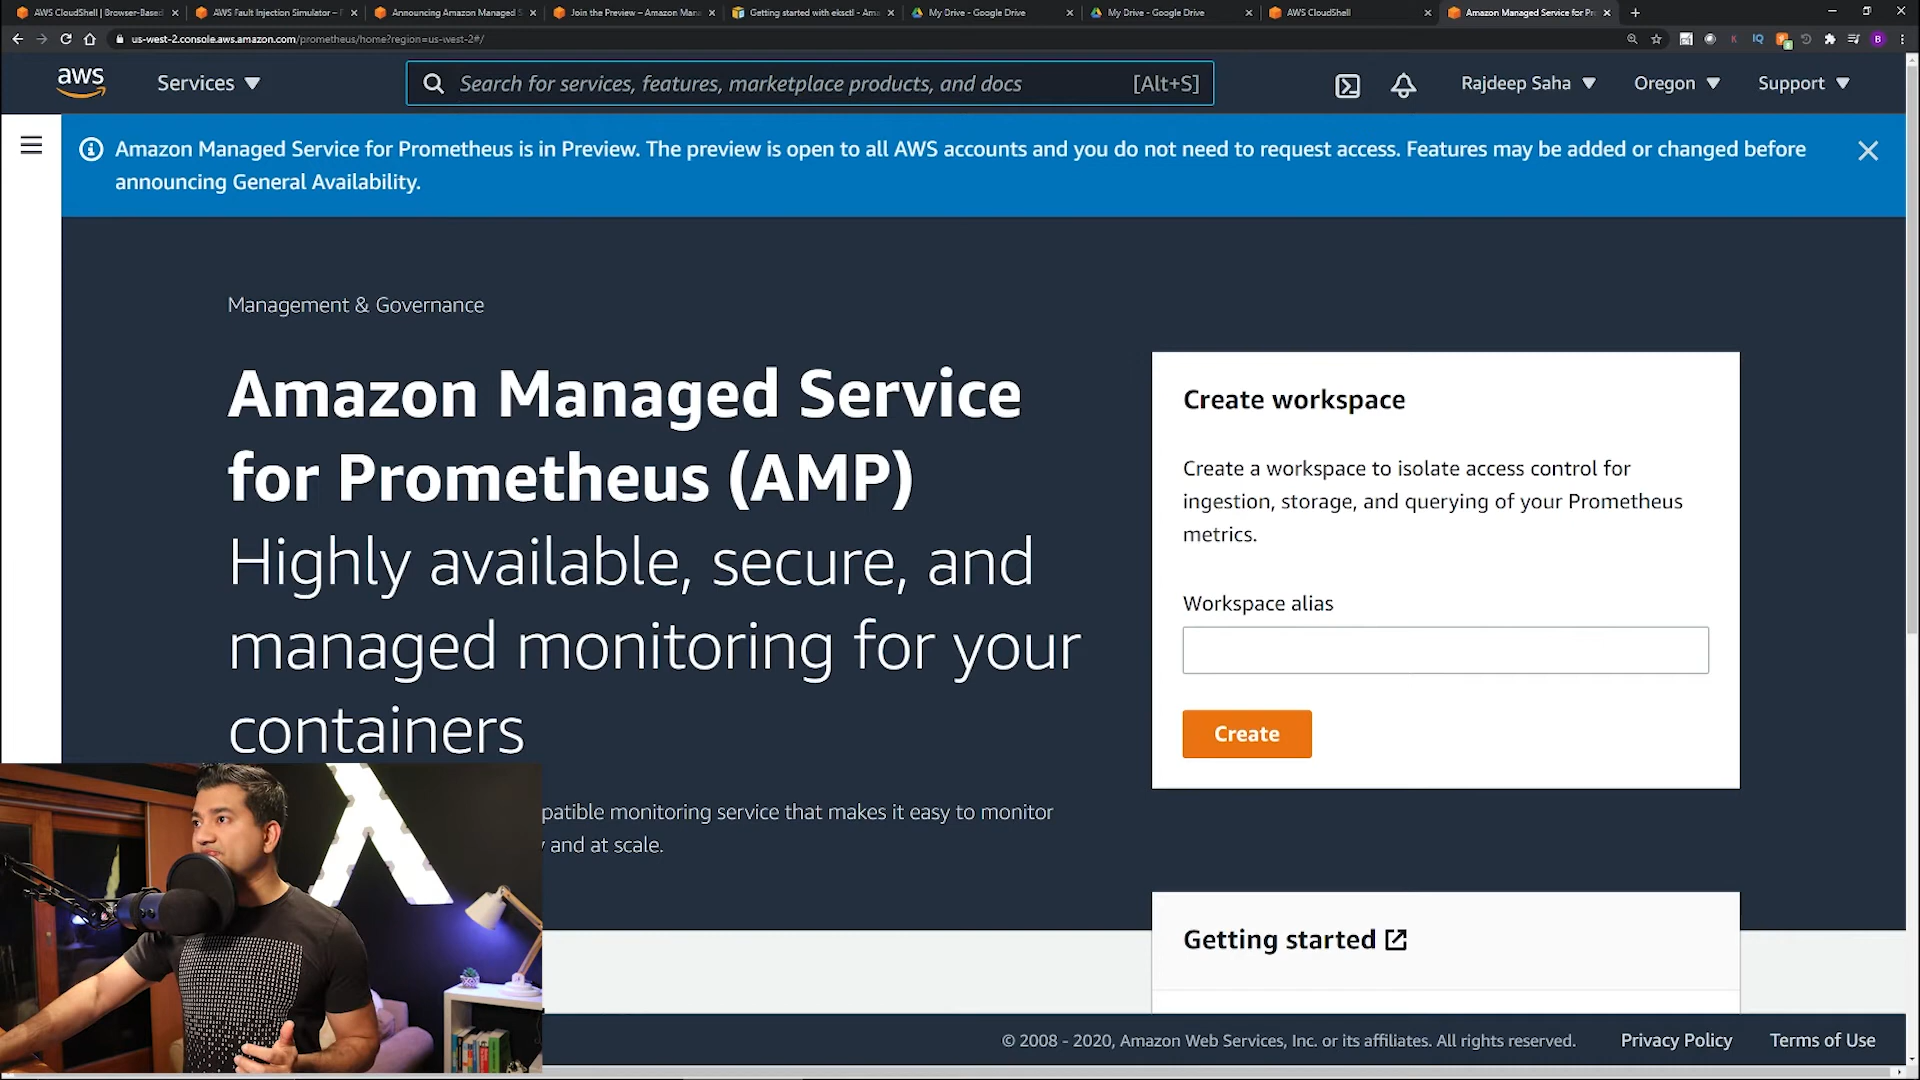 AWS CloudShell | Browser-Based
AWS Fault Injection Simulator –
Announcing Amazon Managed S
Join the Preview – Amazon Man
Getting started with eksctl - Ama
My Drive - Google Drive
My Drive - Google Drive
AWS CloudShell
Amazon Managed Service for Pr
us-west-2.console.aws.amazon.com/prometheus/home?region=us-west-2#/
aws
Services
Search for services, features, marketplace products, and docs
[Alt+S]
Rajdeep Saha
Oregon
Support
Amazon Managed Service for Prometheus is in Preview. The preview is open to all AWS accounts and you do not need to request access. Features may be added or changed before
announcing General Availability.
Management & Governance
Amazon Managed Service
for Prometheus (AMP)
Highly available, secure, and
managed monitoring for your
containers
patible monitoring service that makes it easy to monitor
and at scale.
Create workspace
Create a workspace to isolate access control for
ingestion, storage, and querying of your Prometheus
metrics.
Workspace alias
Create
Getting started
© 2008 - 2020, Amazon Web Services, Inc. or its affiliates. All rights reserved.
Privacy Policy
Terms of Use